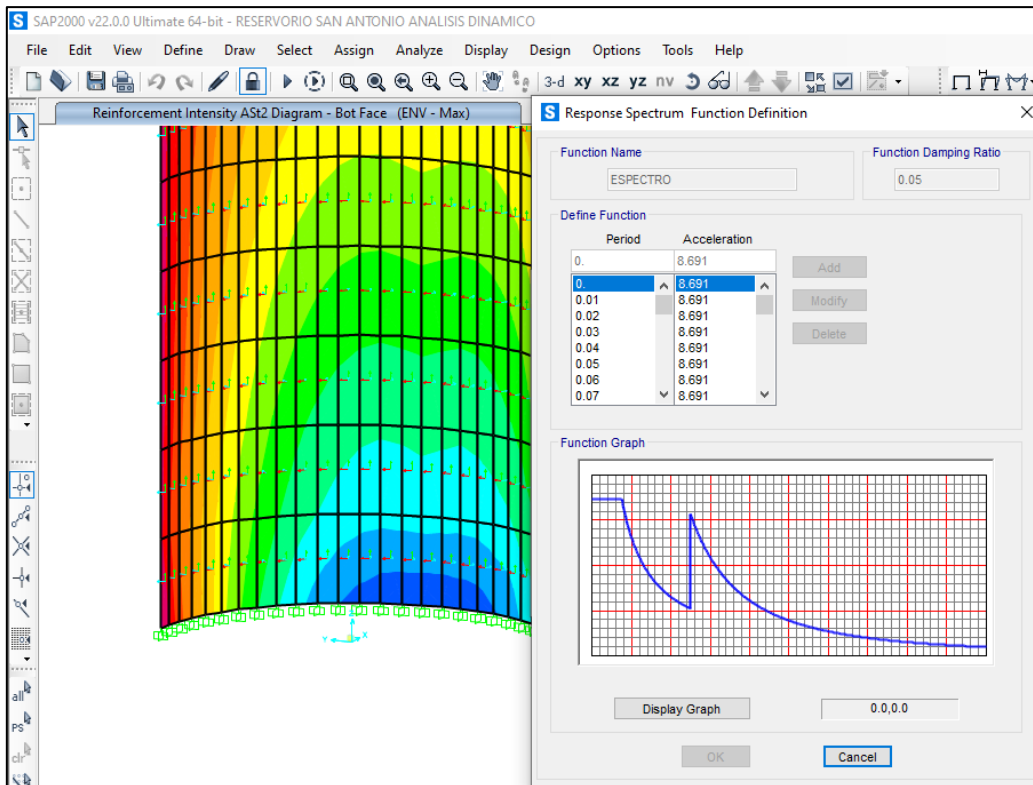 SAP2000 v22.0.0 Ultimate 64-bit - RESERVORIO SAN ANTONIO ANALISIS DINAMICO
File Edit View Define Draw Select Assign Analyze Display Design Options Tools Help
3-d xy xz yz nv
Reinforcement Intensity ASt2 Diagram - Bot Face (ENV - Max)
Response Spectrum Function Definition
Function Name
Function Damping Ratio
ESPECTRO
0.05
Define Function
Period Acceleration
0. 8.691
0. 8.691
0.01 8.691
0.02 8.691
0.03 8.691
0.04 8.691
0.05 8.691
0.06 8.691
0.07 8.691
Add
Modify
Delete
Function Graph
Display Graph
0.0,0.0
OK
Cancel
all
PS
clr
Y
X